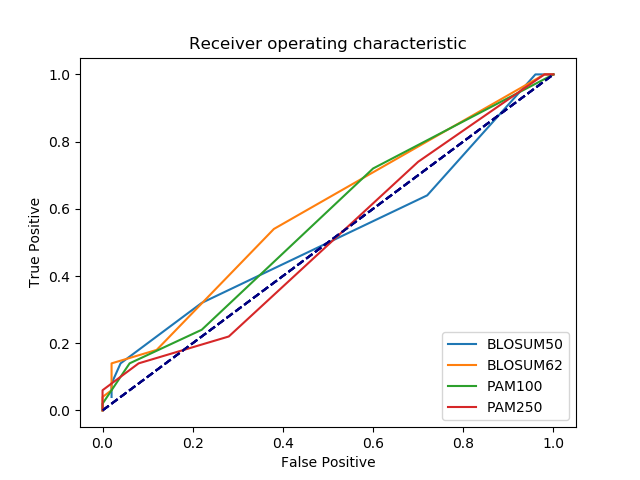 Receiver operating characteristic
True Positive
1.0
0.8
0.6
0.4
0.2
0.0
0.0 0.2 0.4 0.6 0.8 1.0
False Positive
BLOSUM50
BLOSUM62
PAM100
PAM250